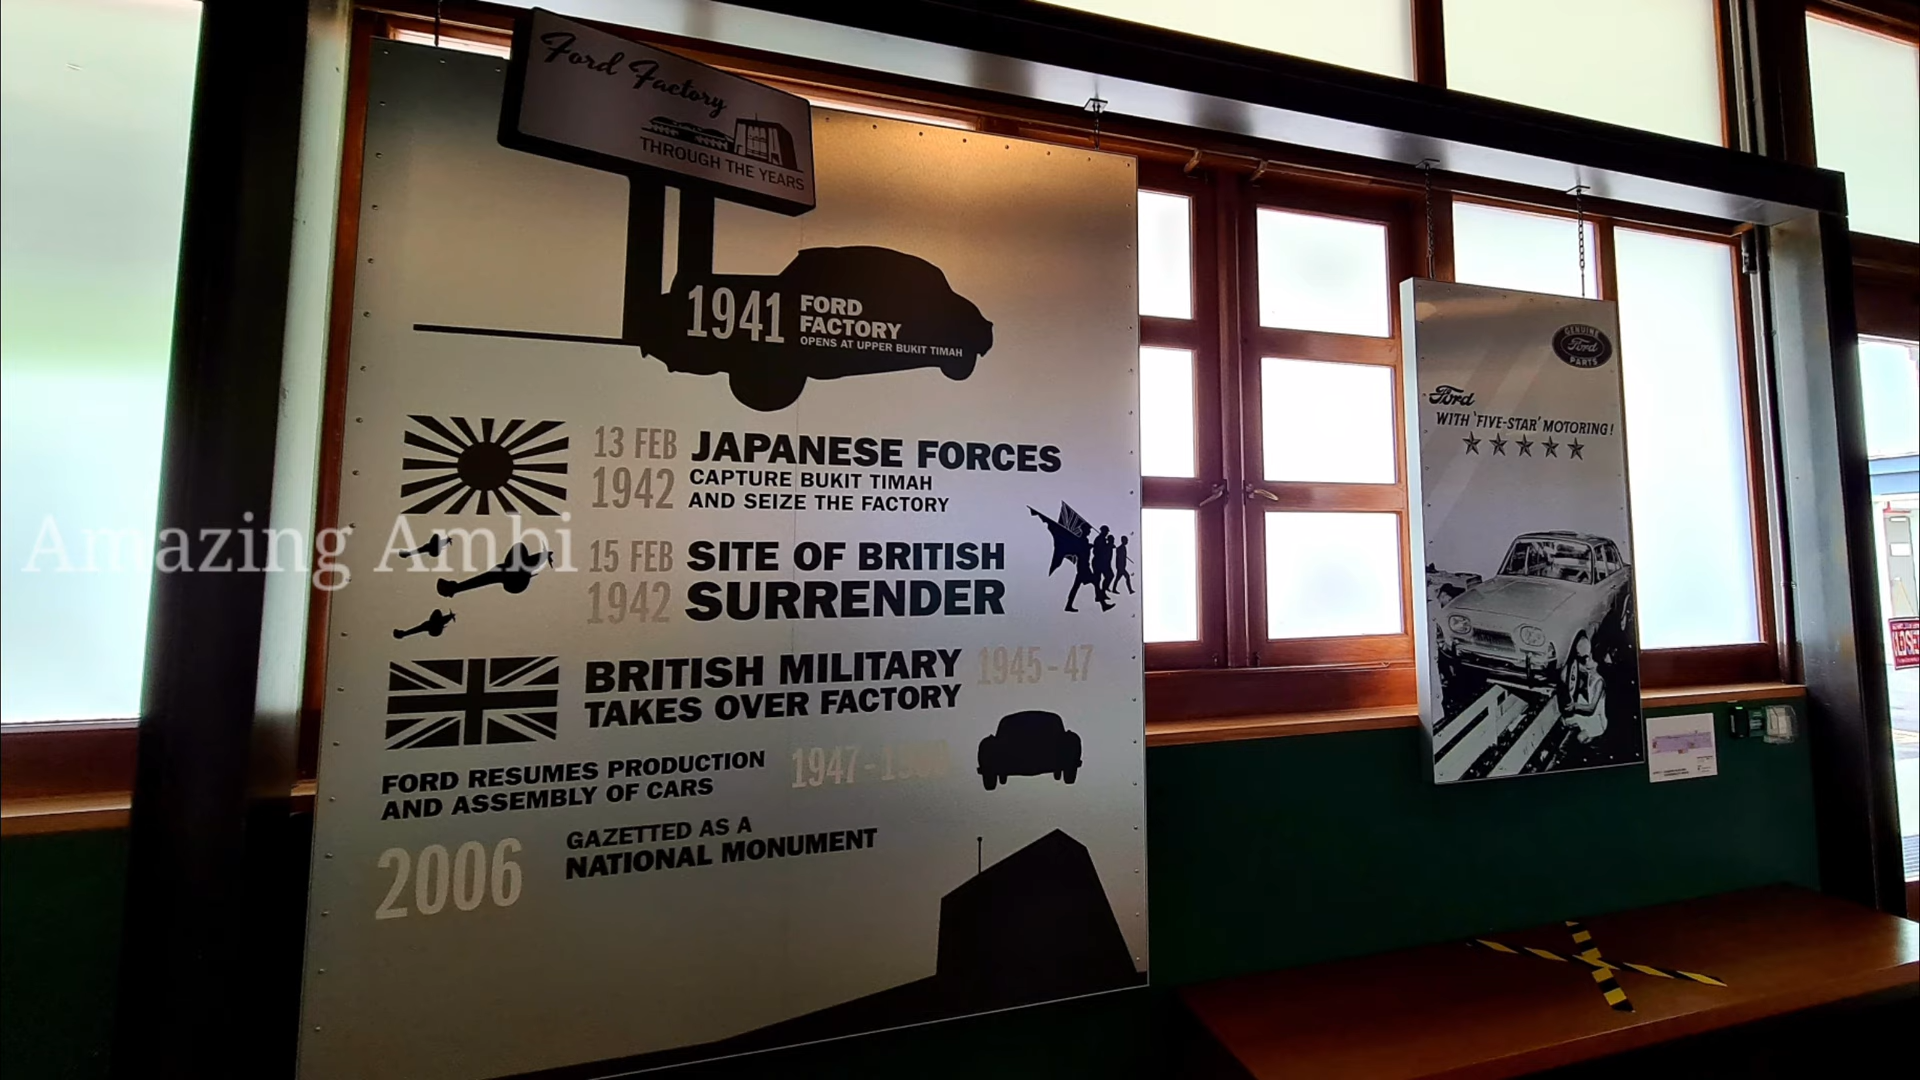 Ford Factory
THROUGH THE YEARS
1941 FORD
FACTORY
OPENS AT UPPER BUKIT TIMAH
13 FEB
1942
JAPANESE FORCES
CAPTURE BUKIT TIMAH
AND SEIZE THE FACTORY
Amazing Ambi
15 FEB
1942
SITE OF BRITISH
SURRENDER
BRITISH MILITARY 1945-47
TAKES OVER FACTORY
FORD RESUMES PRODUCTION
AND ASSEMBLY OF CARS
1947-
2006
GAZETTED AS A
NATIONAL MONUMENT
GENUINE
Ford
PARTS
Ford
WITH 'FIVE-STAR' MOTORING!